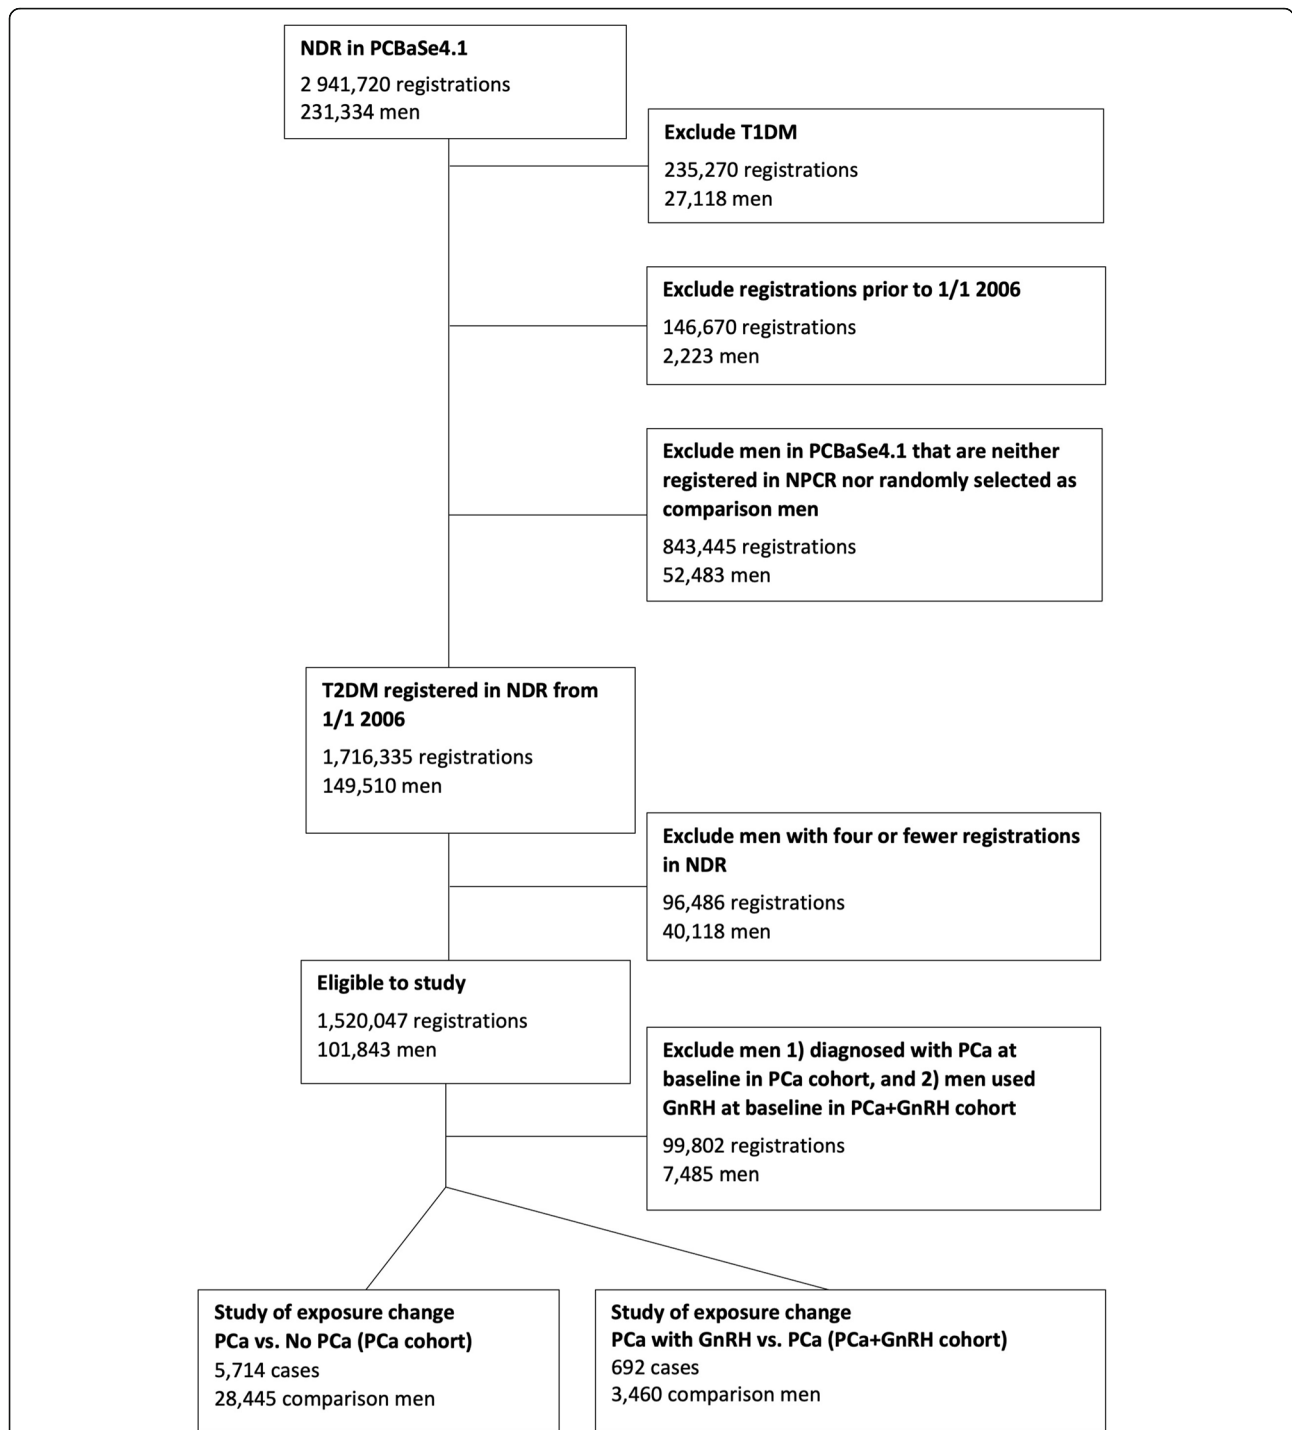 NDR in PCBaSe4.1
2 941,720 registrations
231,334 men
Exclude T1DM
235,270 registrations
27,118 men
Exclude registrations prior to 1/1 2006
146,670 registrations
2,223 men
Exclude men in PCBaSe4.1 that are neither
registered in NPCR nor randomly selected as
comparison men
843,445 registrations
52,483 men
T2DM registered in NDR from
1/1 2006
1,716,335 registrations
149,510 men
Exclude men with four or fewer registrations
in NDR
96,486 registrations
40,118 men
Eligible to study
1,520,047 registrations
101,843 men
Exclude men 1) diagnosed with PCa at
baseline in PCa cohort, and 2) men used
GnRH at baseline in PCa+GnRH cohort
99,802 registrations
7,485 men
Study of exposure change
PCa vs. No PCa (PCa cohort)
5,714 cases
28,445 comparison men
Study of exposure change
PCa with GnRH vs. PCa (PCa+GnRH cohort)
692 cases
3,460 comparison men